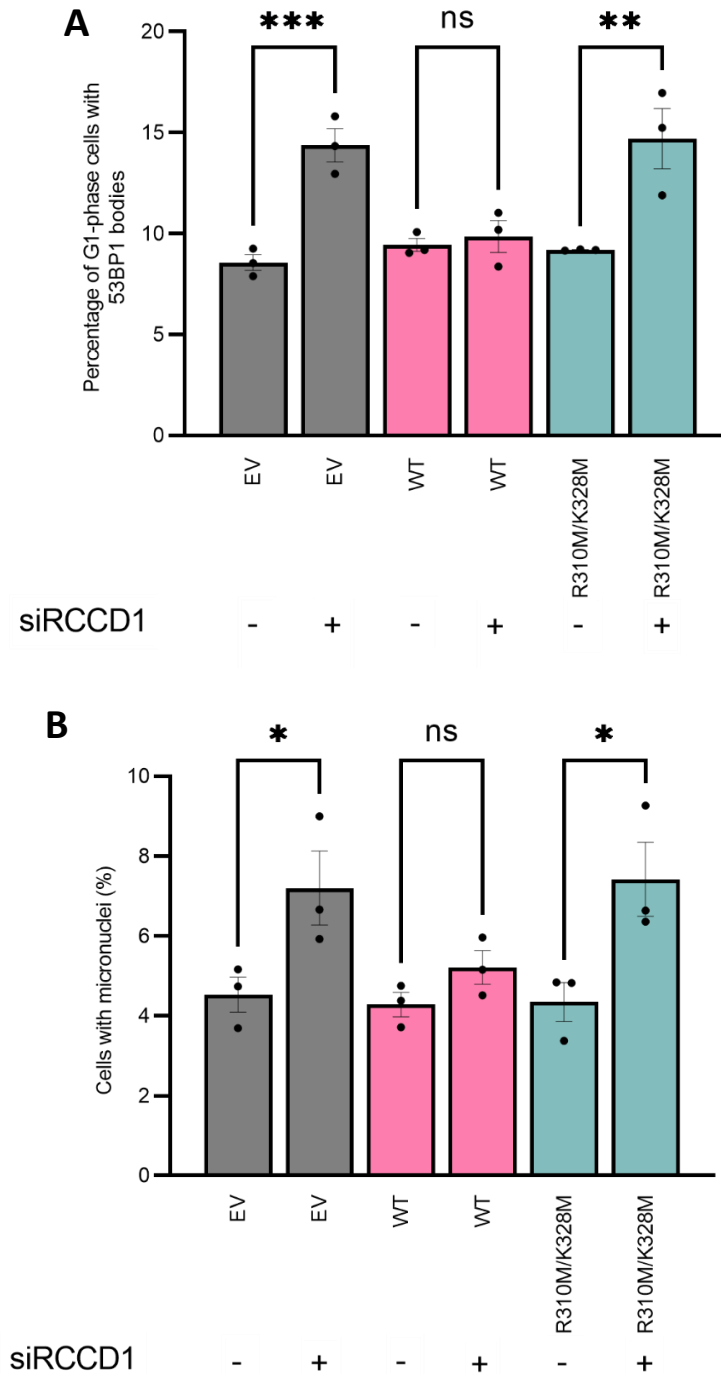 A
*** ns **
20
15
10
5
0
Percentage of G1-phase cells with
53BP1 bodies
EV EV WT WT R310M/K328M R310M/K328M
siRCCD1 - + - + - +
B
* ns *
10
8
6
4
2
0
Cells with micronuclei (%)
EV EV WT WT R310M/K328M R310M/K328M
siRCCD1 - + - + - +